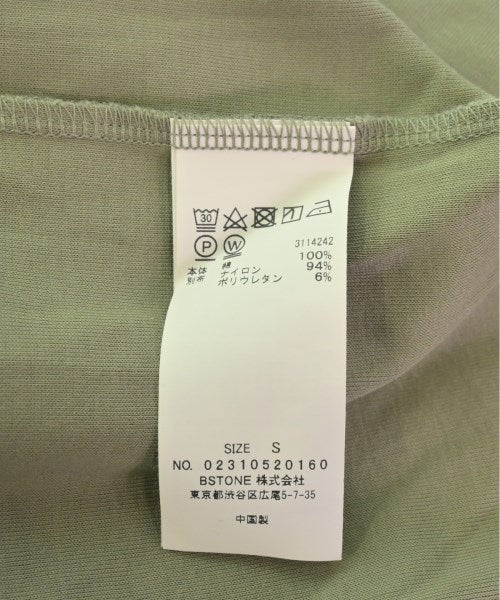 30
P W 3114242
本体 綿 100%
別布 ナイロン 94%
ポリウレタン 6%
SIZE S
NO. 02310520160
BSTONE 株式会社
東京都渋谷区広尾5-7-35
中国製